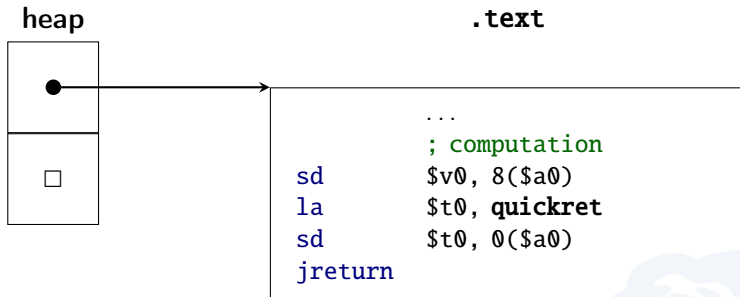 heap .text
...
; computation
sd $v0, 8($a0)
la $t0, quickret
sd $t0, 0($a0)
jreturn